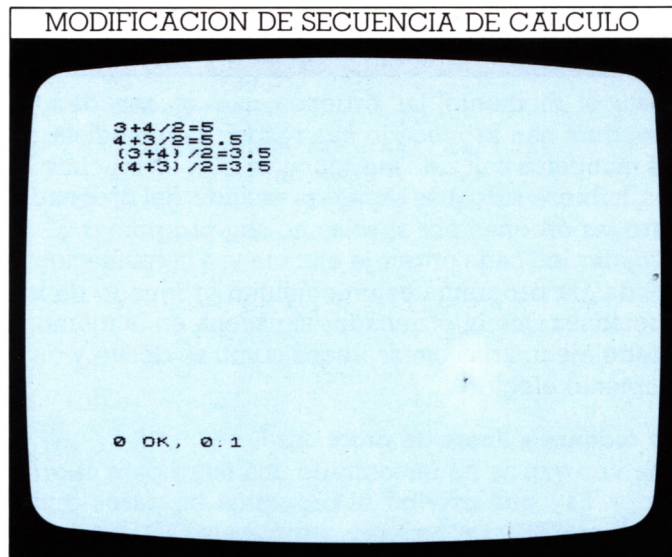 MODIFICACION DE SECUENCIA DE CALCULO
3+4/2=5
4+3/2=5.5
(3+4)/2=3.5
(4+3)/2=3.5
0 OK, 0:1